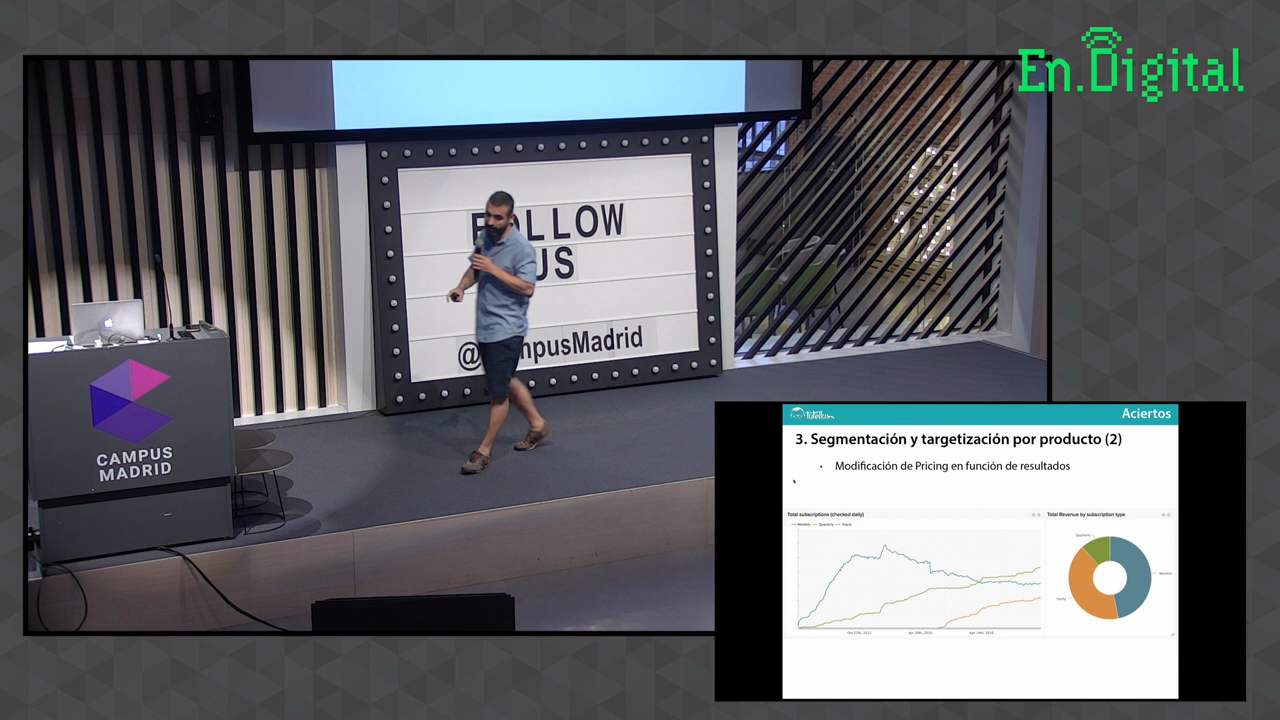 En.Digital
FOLLOW
US
@CampusMadrid
CAMPUS
MADRID
tutellus
Aciertos
3. Segmentación y targetización por producto (2)
· Modificación de Pricing en función de resultados
Total subscriptions (checked daily)
Monthly Quarterly Yearly
Total Revenue by subscription type
Quarterly
Monthly
Yearly